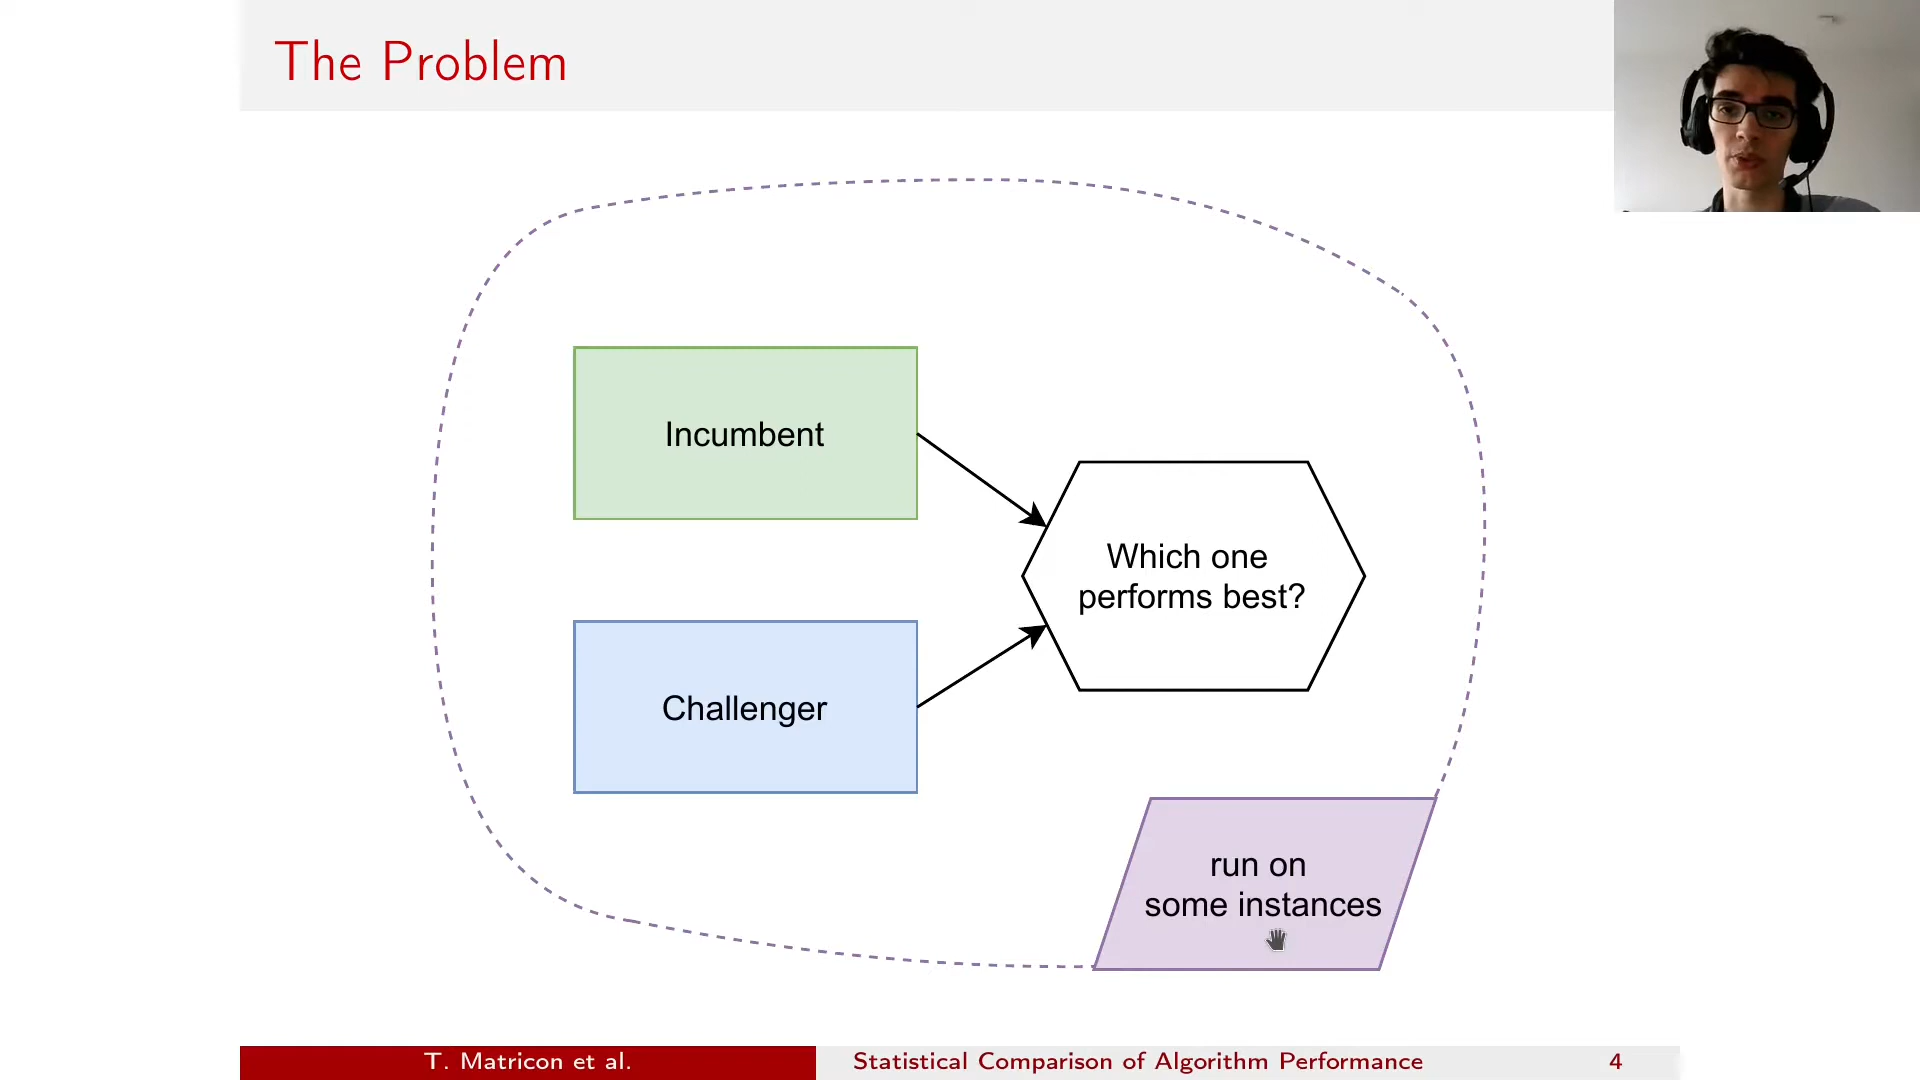 The Problem
Incumbent
Which one
performs best?
Challenger
run on
some instances
T. Matricon et al.
Statistical Comparison of Algorithm Performance
4